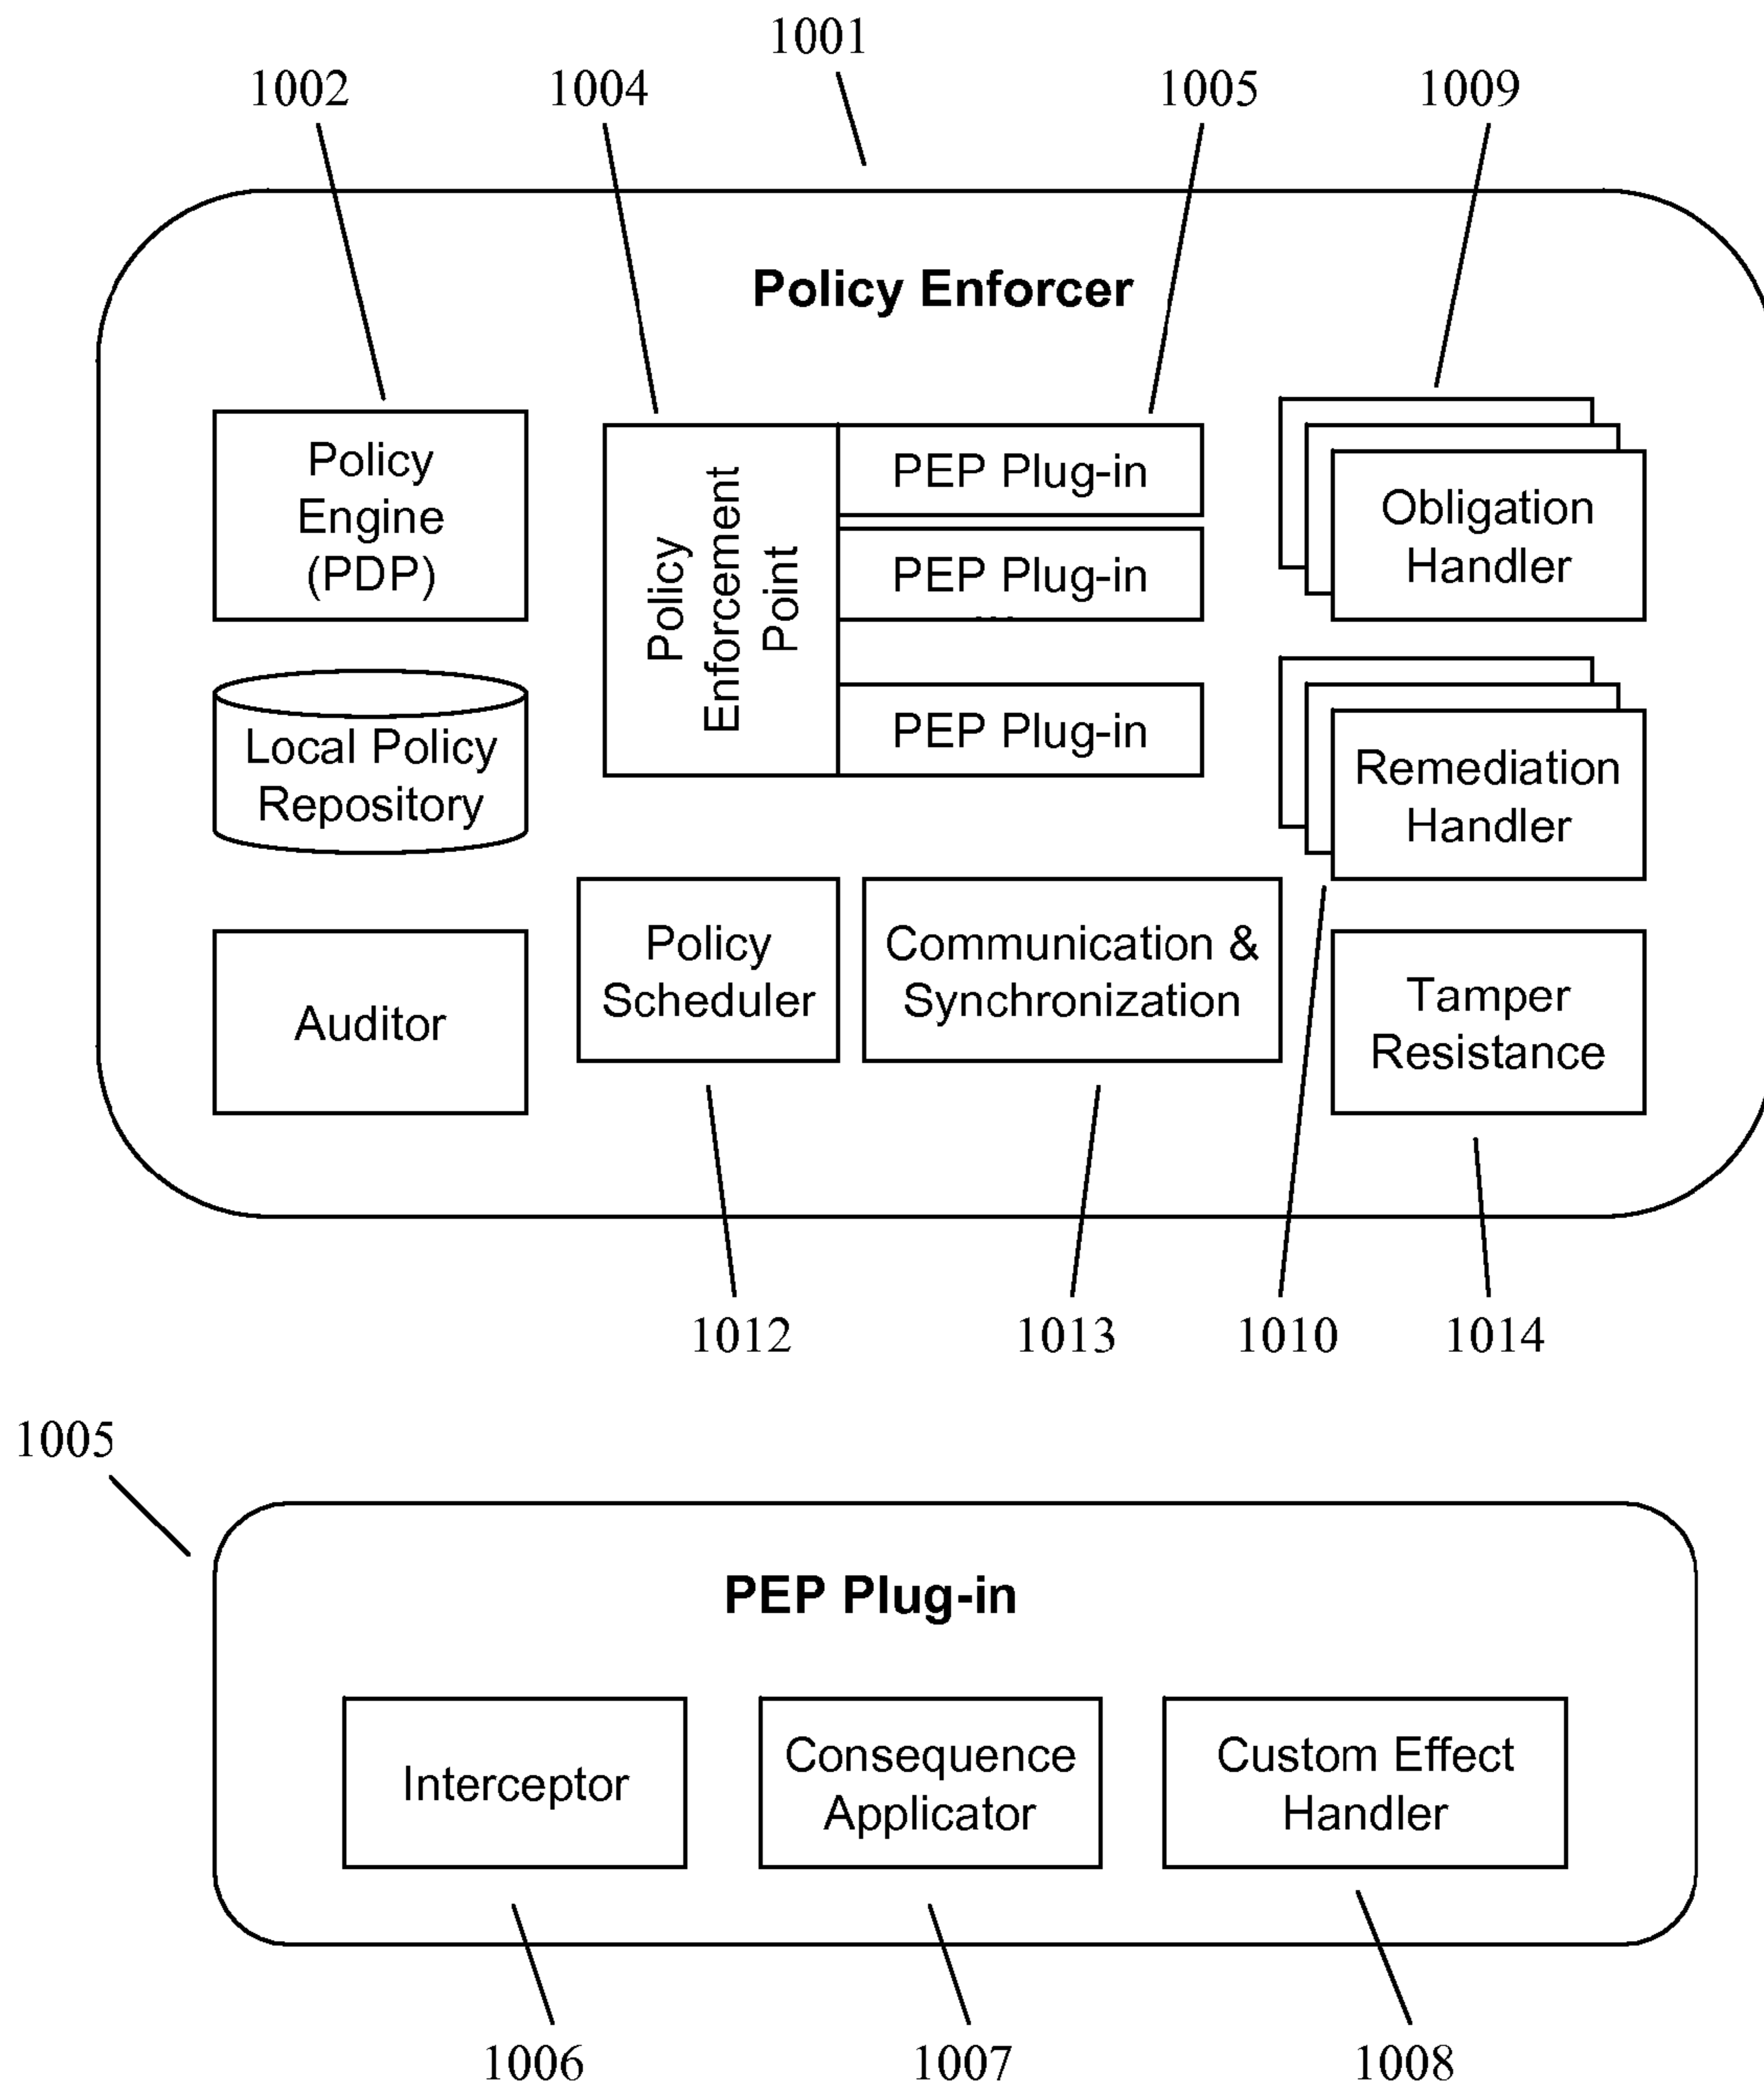 1001
1002
1004
1005
1009
Policy Enforcer
Policy
Engine
(PDP)
Policy
Enforcement
Point
PEP Plug-in
PEP Plug-in
...
PEP Plug-in
Obligation
Handler
Local Policy
Repository
Remediation
Handler
Auditor
Policy
Scheduler
Communication &
Synchronization
Tamper
Resistance
1012
1013
1010
1014
1005
PEP Plug-in
Interceptor
Consequence
Applicator
Custom Effect
Handler
1006
1007
1008